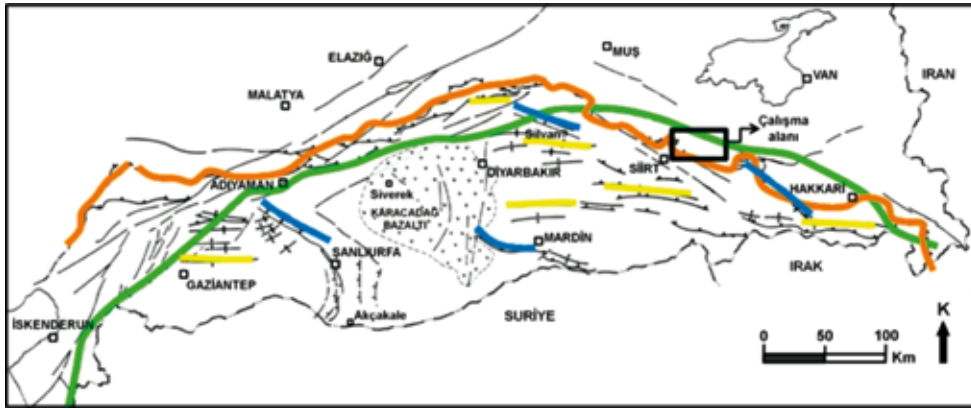 ELAZIĞ
MUŞ
VAN
IRAN
MALATYA
Çalışma
alanı
Silvan
SİİRT
DİYARBAKIR
ADIYAMAN
Siverek
HAKKARİ
KARACADAĞ
BAZALTI
MARDİN
ŞANLIURFA
IRAK
GAZİANTEP
SURİYE
Akçakale
İSKENDERUN
K
0 50 100
Km